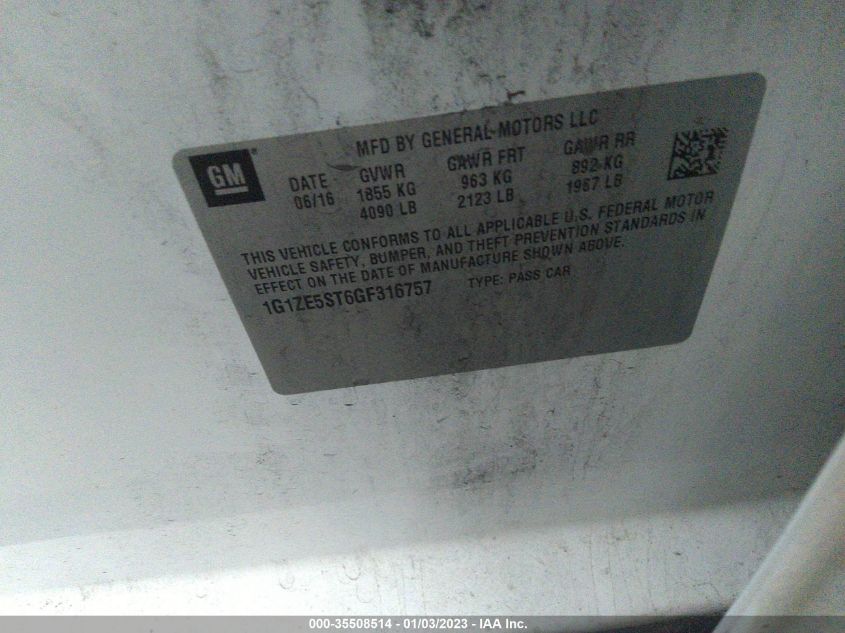 MFD BY GENERAL MOTORS LLC
GM®
DATE GVWR GAWR FRT GAWR RR
06/16 1855 KG 963 KG 892 KG
4090 LB 2123 LB 1967 LB
THIS VEHICLE CONFORMS TO ALL APPLICABLE U.S. FEDERAL MOTOR
VEHICLE SAFETY, BUMPER, AND THEFT PREVENTION STANDARDS IN
EFFECT ON THE DATE OF MANUFACTURE SHOWN ABOVE.
1G1ZE5ST6GF316757 TYPE: PASS CAR
000-35508514 - 01/03/2023 - IAA Inc.